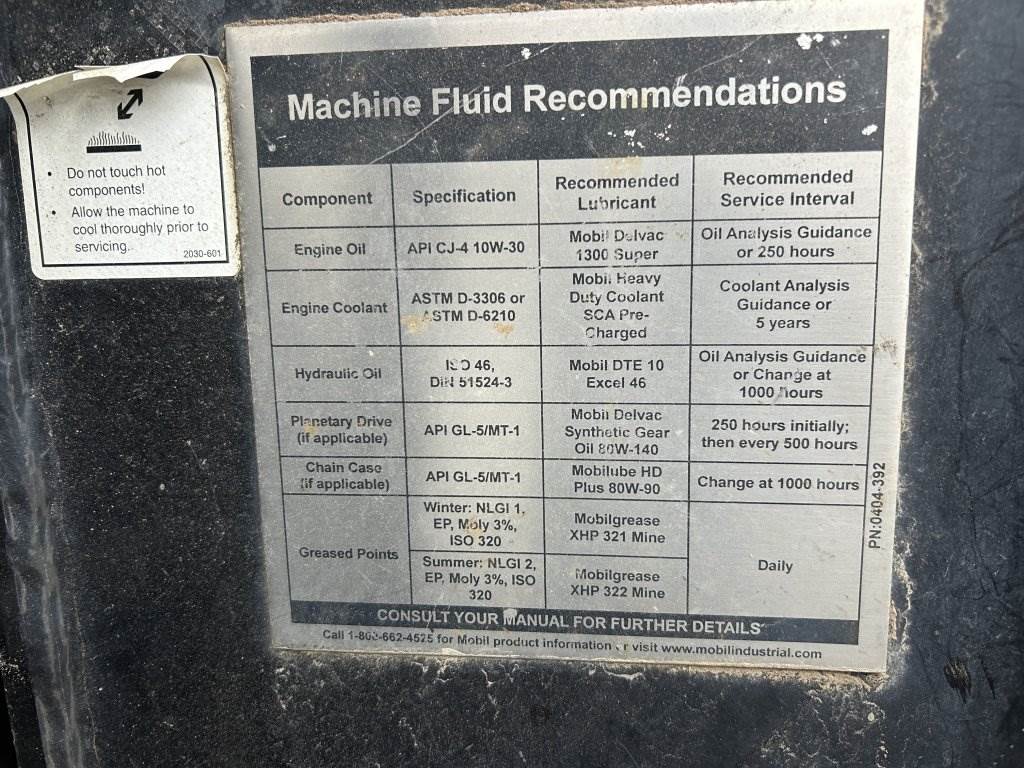 Do not touch hot
components!
Allow the machine to
cool thoroughly prior to
servicing.
2030-601
Machine Fluid Recommendations
Component
Specification
Recommended
Lubricant
Recommended
Service Interval
Engine Oil
API CJ-4 10W-30
Mobil Delvac
1300 Super
Oil Analysis Guidance
or 250 hours
Engine Coolant
ASTM D-3306 or
ASTM D-6210
Mobil Heavy
Duty Coolant
SCA Pre-
Charged
Coolant Analysis
Guidance or
5 years
Hydraulic Oil
ISO 46,
DIN 51524-3
Mobil DTE 10
Excel 46
Oil Analysis Guidance
or Change at
1000 hours
Planetary Drive
(if applicable)
API GL-5/MT-1
Mobil Delvac
Synthetic Gear
Oil 80W-140
250 hours initially;
then every 500 hours
Chain Case
(if applicable)
API GL-5/MT-1
Mobilube HD
Plus 80W-90
Change at 1000 hours
Greased Points
Winter: NLGI 1,
EP, Moly 3%,
ISO 320
Mobilgrease
XHP 321 Mine
Summer: NLGI 2,
EP, Moly 3%, ISO
320
Mobilgrease
XHP 322 Mine
Daily
CONSULT YOUR MANUAL FOR FURTHER DETAILS
Call for Mobil product information or visit www.mobilindustrial.com
PN:0404-392